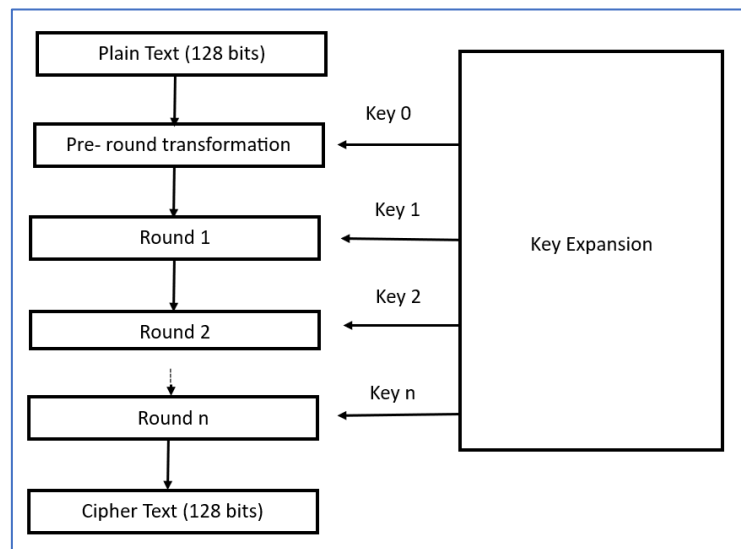 Plain Text (128 bits)
Key 0
Pre- round transformation
Key 1
Round 1
Key Expansion
Key 2
Round 2
Key n
Round n
Cipher Text (128 bits)